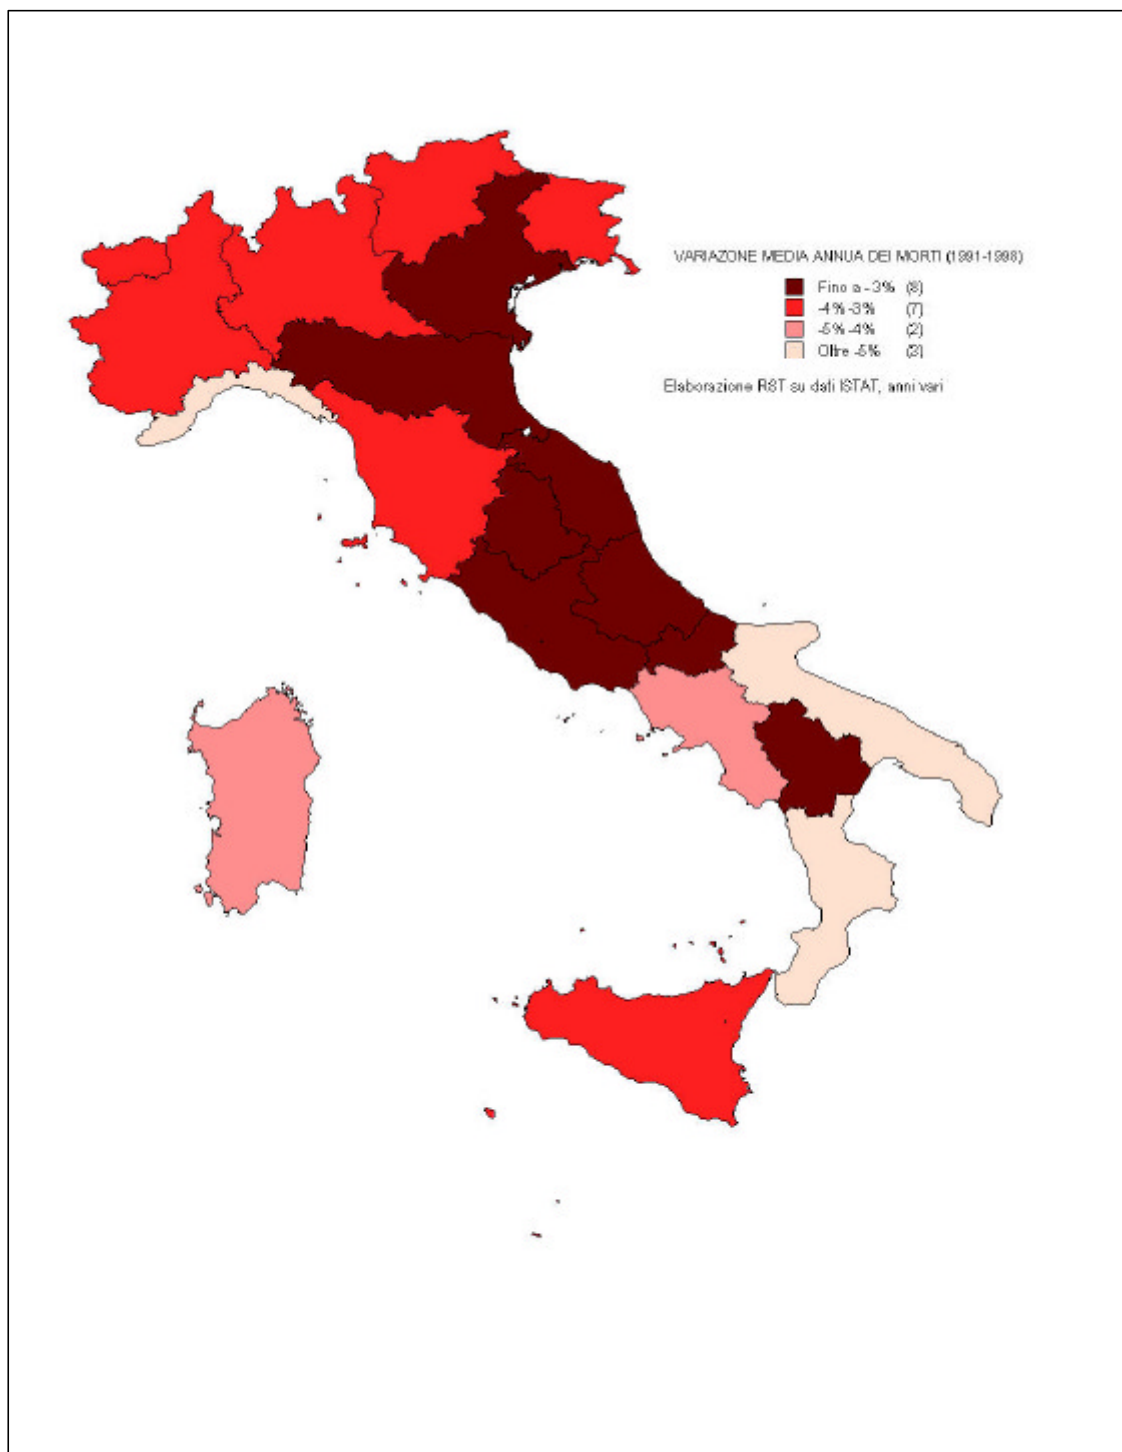 VARIAZONE MEDIA ANNUA DEI MORTI (1991-1998)
Fino a -3% (8)
-4% -3% (7)
-5% -4% (2)
Oltre -5% (3)
Elaborazione RST su dati ISTAT, anni vari